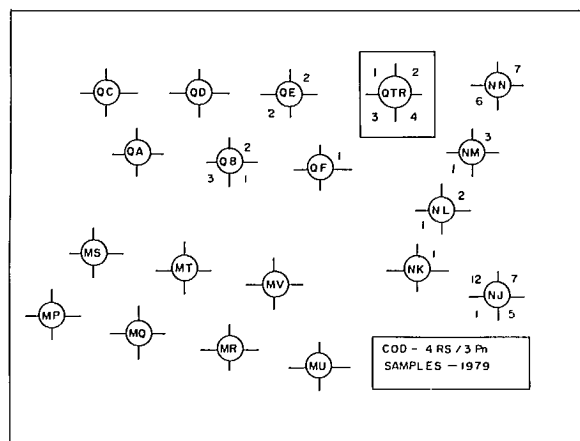 1 2
QTR
3 4
7
NN
6
QC
QD
2
QE
2
QA
2
QB
3 1
1
QF
3
NM
1
2
NL
1
1
NK
12 7
NJ
1 5
MS
MT
MV
MP
MQ
MR
MU
COD - 4 RS / 3 Pn
SAMPLES - 1979